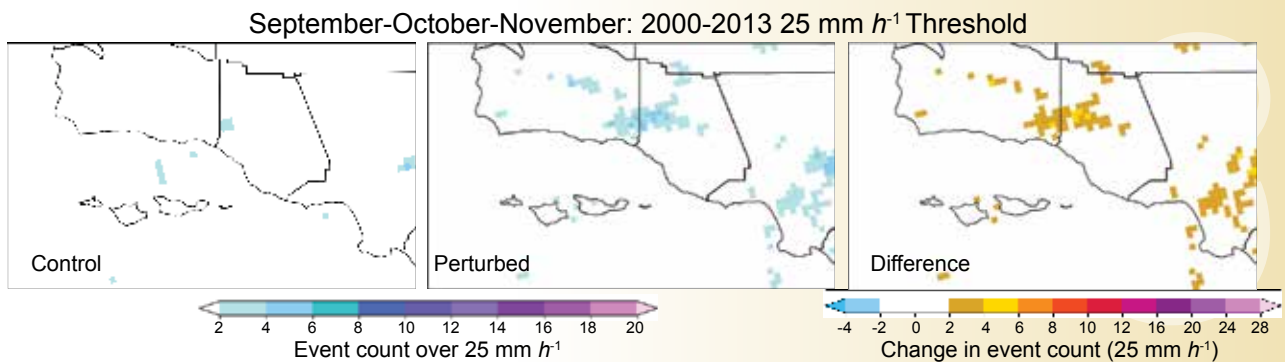 September-October-November: 2000-2013 25 mm h-1 Threshold
Control
Perturbed
Difference
2 4 6 8 10 12 14 16 20
Event count over 25 mm h-1
-4 -2 0 2 4 6 8 10 12 16 20 24 28
Change in event count (25 mm h-1)